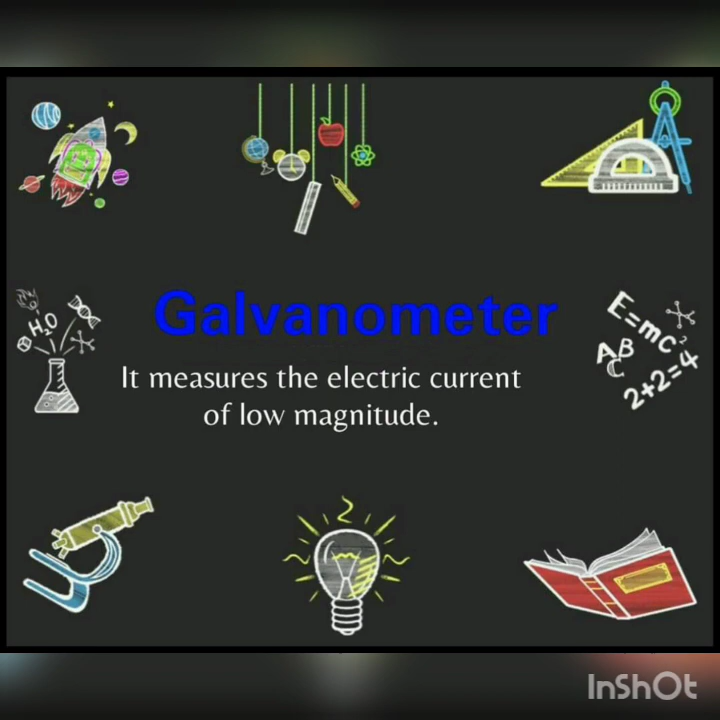 Galvanometer
It measures the electric current
of low magnitude.
H₂O
E=mc²
AB
C
2+2=4
InShOt